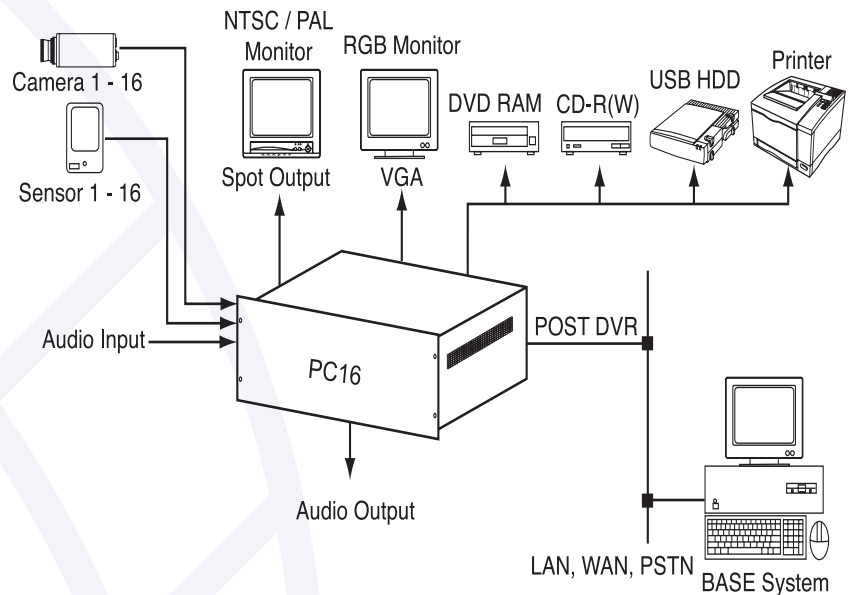 NTSC / PAL
Monitor
RGB Monitor
Printer
USB HDD
Camera 1 - 16
DVD RAM
CD-R(W)
Sensor 1 - 16
Spot Output
VGA
Audio Input
POST DVR
PC16
Audio Output
LAN, WAN, PSTN
BASE System